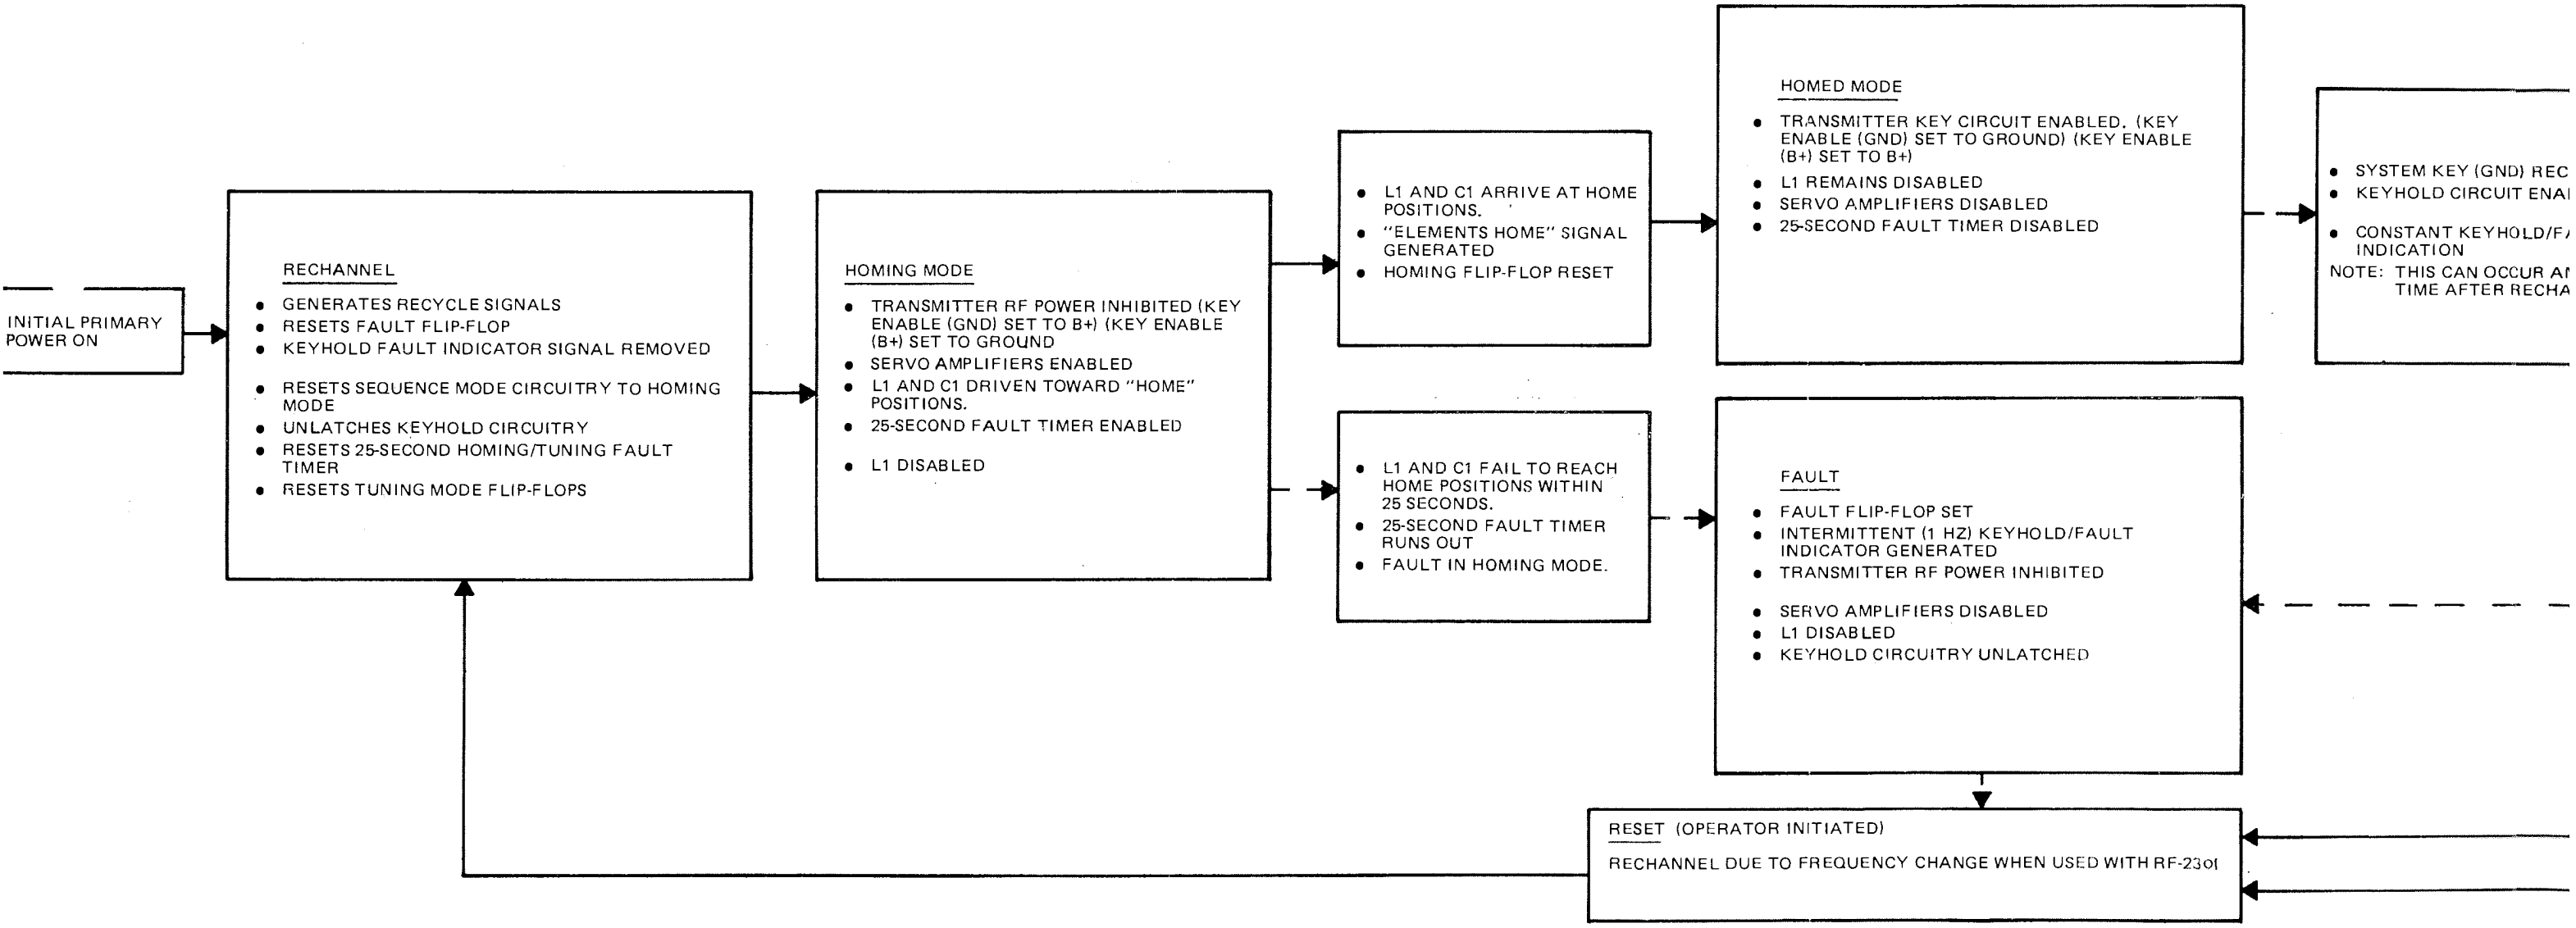 INITIAL PRIMARY
POWER ON
RECHANNEL
● GENERATES RECYCLE SIGNALS
● RESETS FAULT FLIP-FLOP
● KEYHOLD FAULT INDICATOR SIGNAL REMOVED
● RESETS SEQUENCE MODE CIRCUITRY TO HOMING
MODE
● UNLATCHES KEYHOLD CIRCUITRY
● RESETS 25-SECOND HOMING/TUNING FAULT
TIMER
● RESETS TUNING MODE FLIP-FLOPS
HOMING MODE
● TRANSMITTER RF POWER INHIBITED (KEY
ENABLE (GND) SET TO B+) (KEY ENABLE
(B+) SET TO GROUND
● SERVO AMPLIFIERS ENABLED
● L1 AND C1 DRIVEN TOWARD "HOME"
POSITIONS.
● 25-SECOND FAULT TIMER ENABLED
● L1 DISABLED
● L1 AND C1 ARRIVE AT HOME
POSITIONS.
● "ELEMENTS HOME" SIGNAL
GENERATED
● HOMING FLIP-FLOP RESET
● L1 AND C1 FAIL TO REACH
HOME POSITIONS WITHIN
25 SECONDS.
● 25-SECOND FAULT TIMER
RUNS OUT
● FAULT IN HOMING MODE.
HOMED MODE
● TRANSMITTER KEY CIRCUIT ENABLED. (KEY
ENABLE (GND) SET TO GROUND) (KEY ENABLE
(B+) SET TO B+)
● L1 REMAINS DISABLED
● SERVO AMPLIFIERS DISABLED
● 25-SECOND FAULT TIMER DISABLED
FAULT
● FAULT FLIP-FLOP SET
● INTERMITTENT (1 HZ) KEYHOLD/FAULT
INDICATOR GENERATED
● TRANSMITTER RF POWER INHIBITED
● SERVO AMPLIFIERS DISABLED
● L1 DISABLED
● KEYHOLD CIRCUITRY UNLATCHED
● SYSTEM KEY (GND) REC
● KEYHOLD CIRCUIT ENA
● CONSTANT KEYHOLD/FA
INDICATION
NOTE: THIS CAN OCCUR AN
TIME AFTER RECHA
RESET (OPERATOR INITIATED)
RECHANNEL DUE TO FREQUENCY CHANGE WHEN USED WITH RF-2301